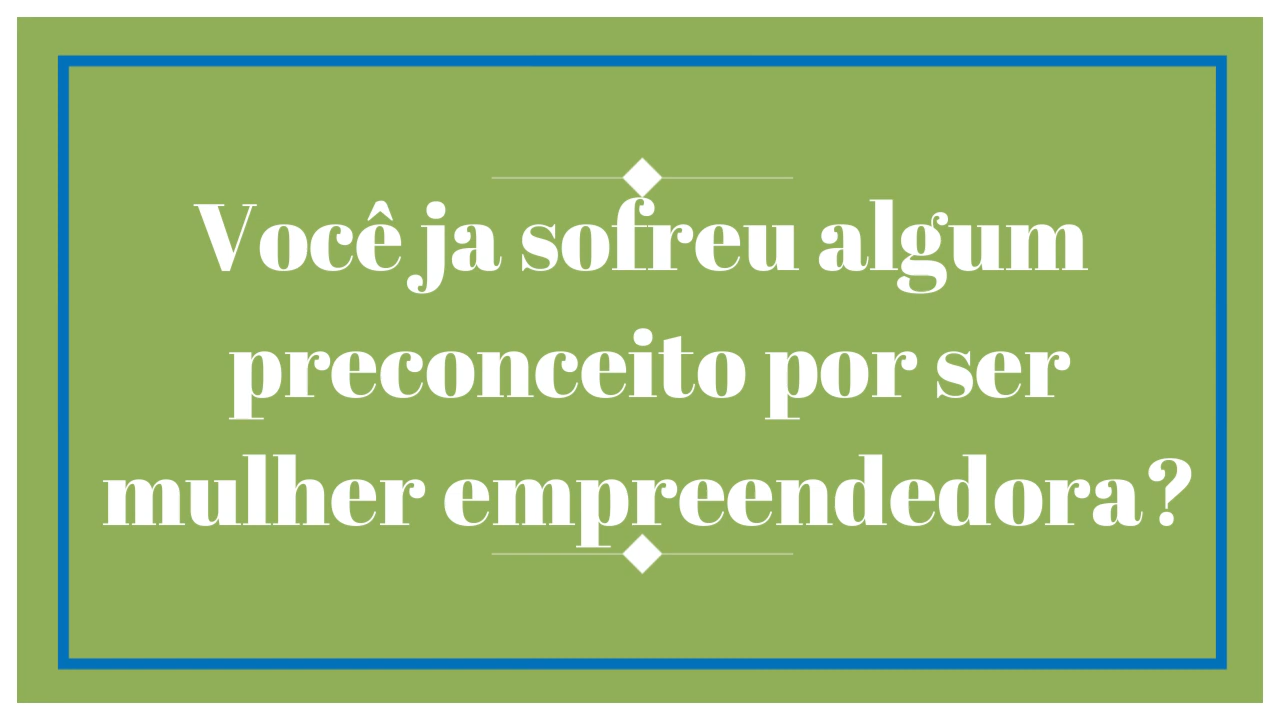 Você ja sofreu algum
preconceito por ser
mulher empreendedora?